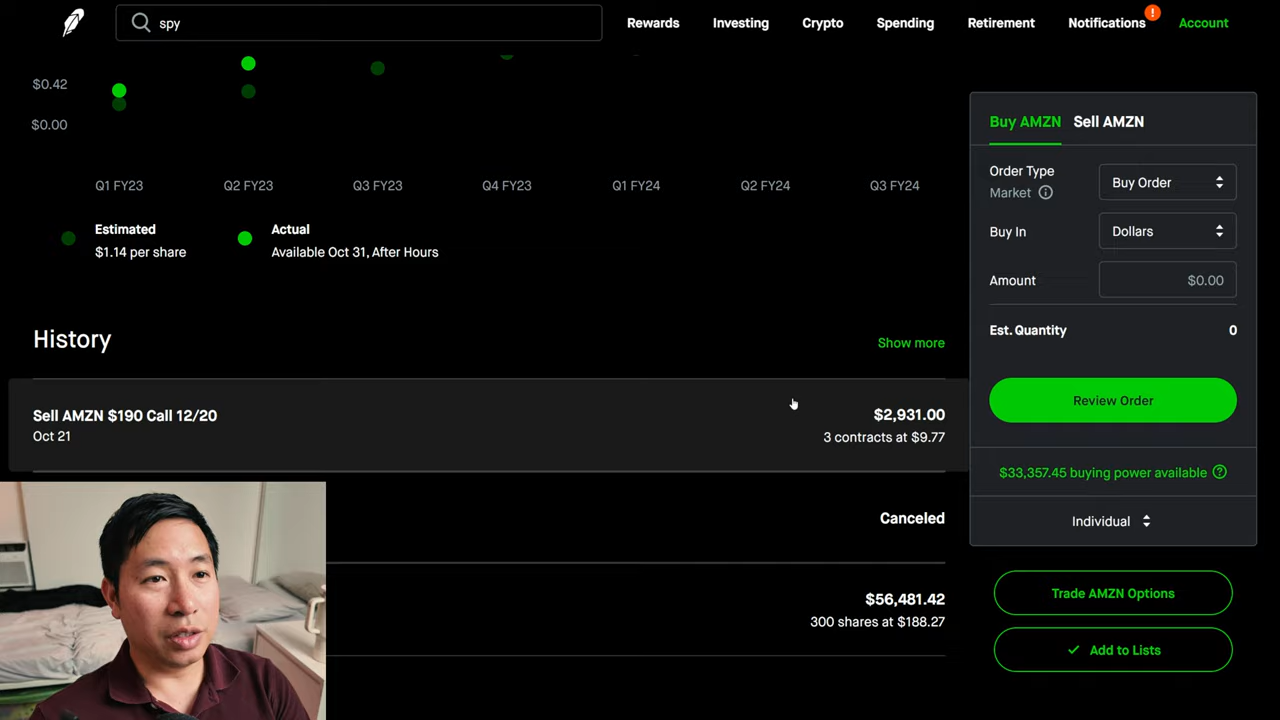 spy
Rewards
Investing
Crypto
Spending
Retirement
Notifications
!
Account
$0.42
$0.00
Q1 FY23
Q2 FY23
Q3 FY23
Q4 FY23
Q1 FY24
Q2 FY24
Q3 FY24
Estimated
$1.14 per share
Actual
Available Oct 31, After Hours
History
Show more
Sell AMZN $190 Call 12/20
Oct 21
$2,931.00
3 contracts at $9.77
Canceled
$56,481.42
300 shares at $188.27
Buy AMZN
Sell AMZN
Order Type
Market
Buy Order
Buy In
Dollars
Amount
$0.00
Est. Quantity
0
Review Order
$33,357.45 buying power available
Individual
Trade AMZN Options
Add to Lists